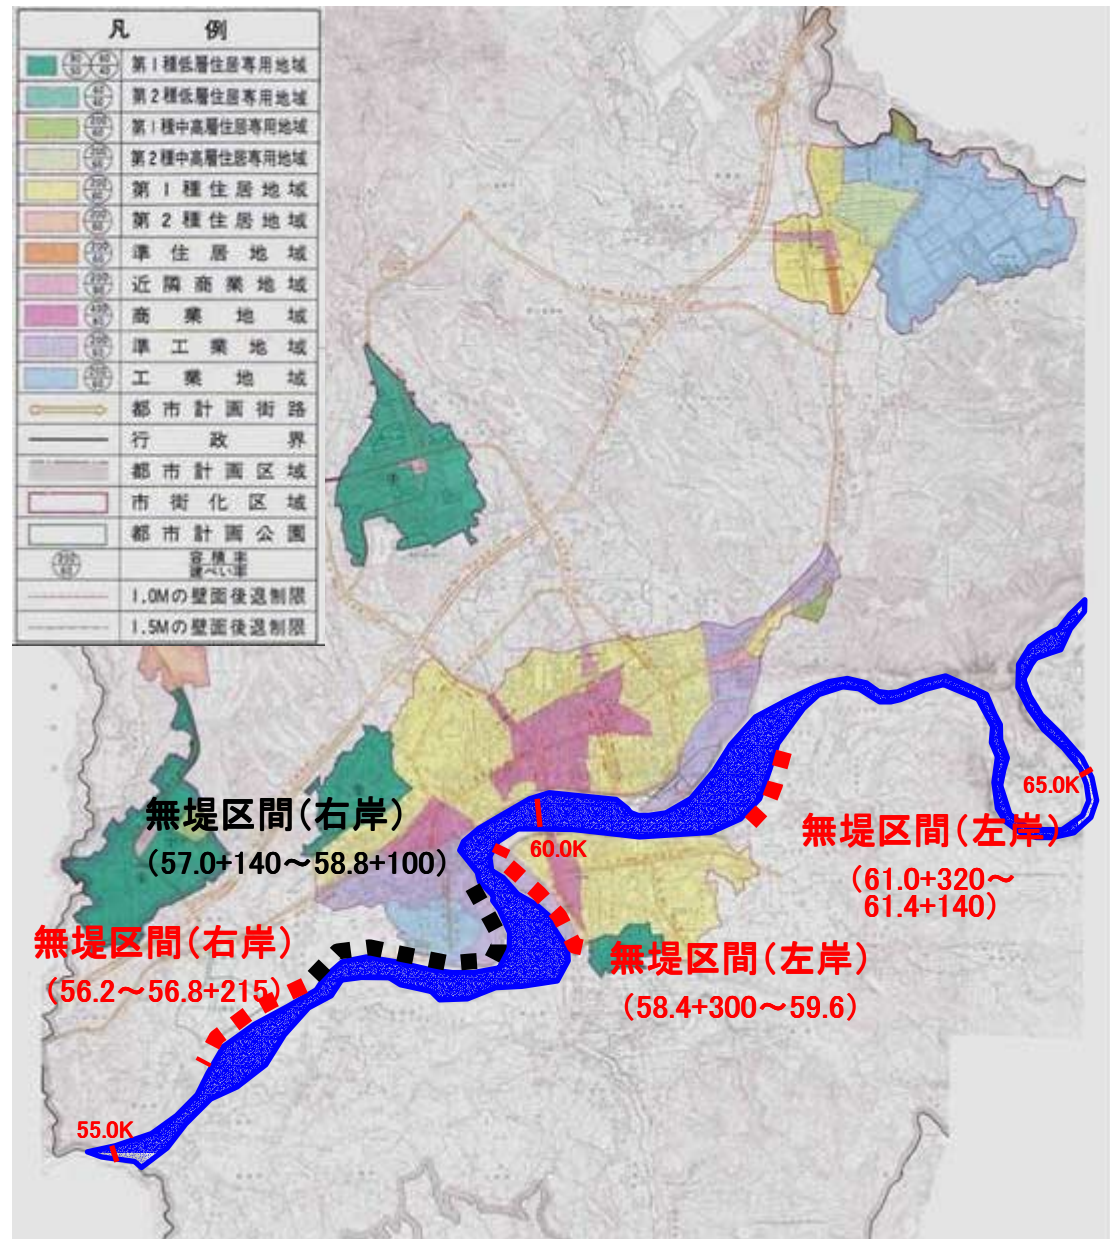 凡例
第1種低層住居専用地域
第2種低層住居専用地域
第1種中高層住居専用地域
第2種中高層住居専用地域
第1種住居地域
第2種住居地域
準住居地域
近隣商業地域
商業地域
準工業地域
工業地域
都市計画街路
行政界
都市計画区域
市街化区域
都市計画公園
容積率
建ぺい率
1.0Mの壁面後退制限
1.5Mの壁面後退制限
65.0K
無堤区間(右岸)
(57.0+140～58.8+100)
60.0K
無堤区間(左岸)
(61.0+320～
61.4+140)
無堤区間(右岸)
(56.2～56.8+215)
無堤区間(左岸)
(58.4+300～59.6)
55.0K